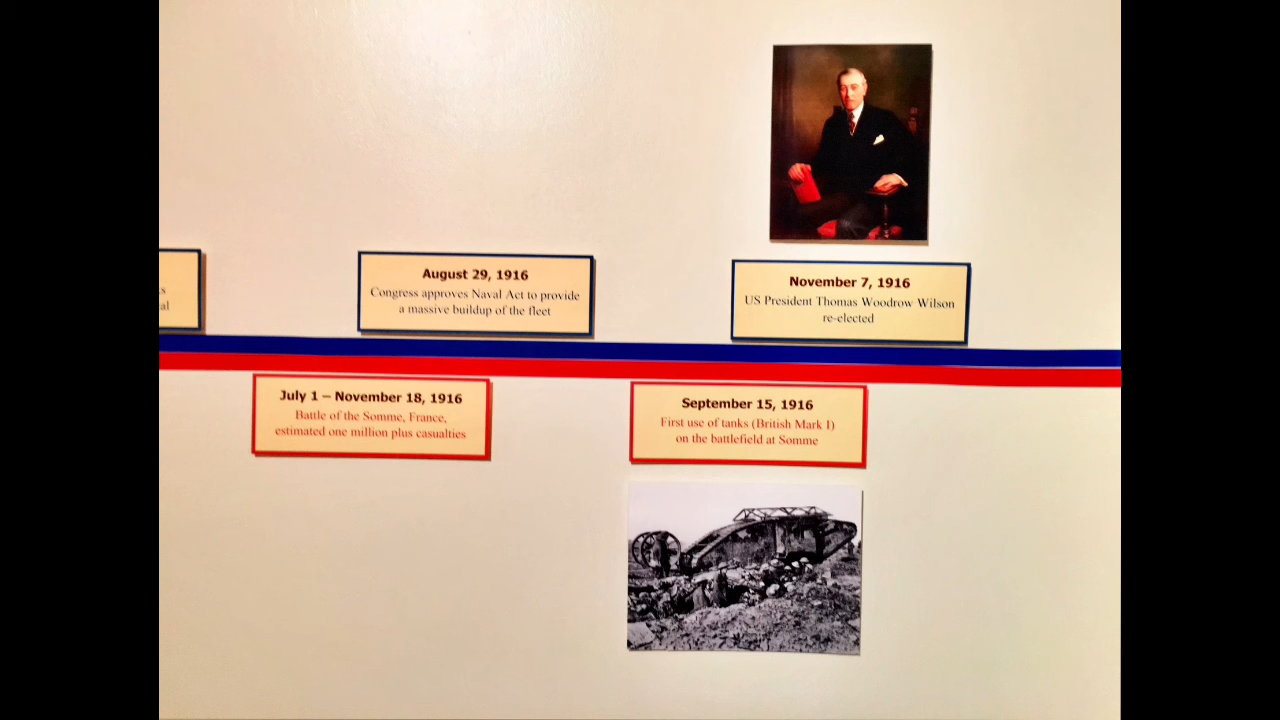 al
August 29, 1916
Congress approves Naval Act to provide
a massive buildup of the fleet
November 7, 1916
US President Thomas Woodrow Wilson
re-elected
July 1 – November 18, 1916
Battle of the Somme, France,
estimated one million plus casualties
September 15, 1916
First use of tanks (British Mark I)
on the battlefield at Somme